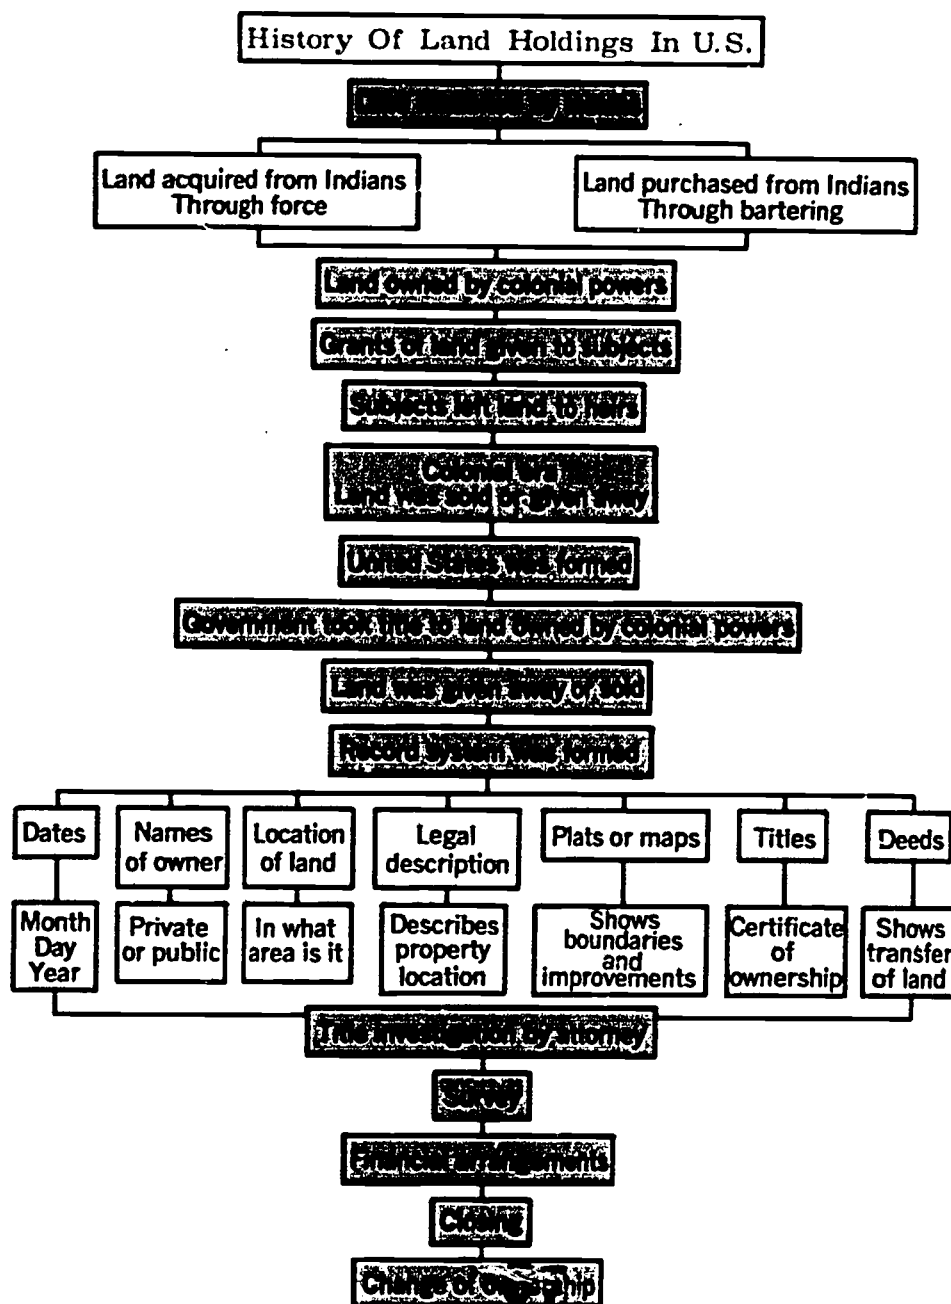 History Of Land Holdings In U.S.
Land acquired from Indians
Through force
Land purchased from Indians
Through bartering
Land owned by colonial powers
Grants of land given to subjects
Subjects left land to heirs
Colonial era
Land was sold or given away
United States was formed
Government took title to land owned by colonial powers
Land was given away or sold
Record system was formed
Dates
Names
of owner
Location
of land
Legal
description
Plats or maps
Titles
Deeds
Month
Day
Year
Private
or public
In what
area is it
Describes
property
location
Shows
boundaries
and
improvements
Certificate
of
ownership
Shows
transfer
of land
Title investigation by attorney
Survey
Financial arrangements
Closing
Change of ownership